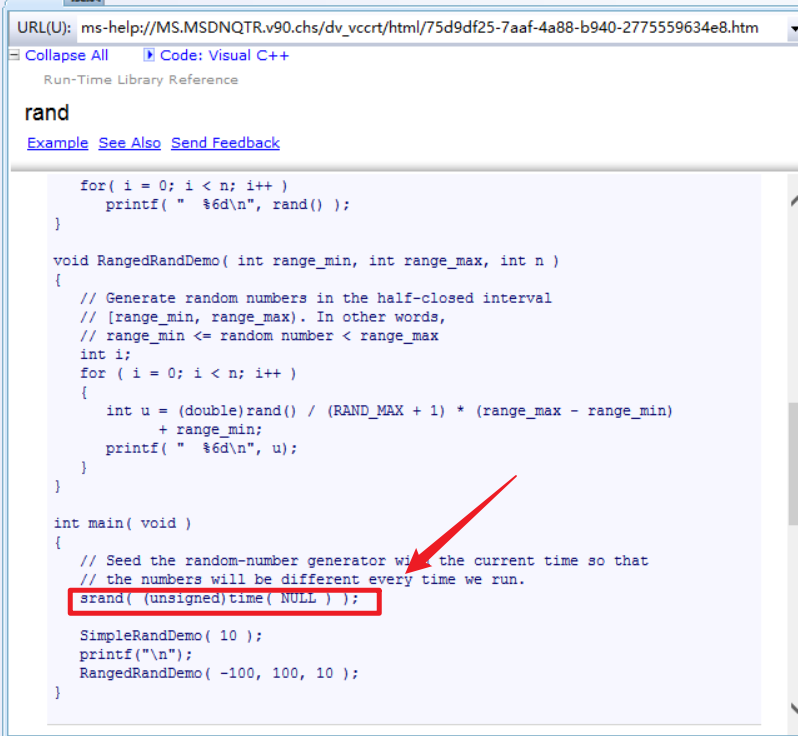 URL(U): ms-help://MS.MSDNQTR.v90.chs/dv_vccrt/html/75d9df25-7aaf-4a88-b940-2775559634e8.htm
Collapse All Code: Visual C++
Run-Time Library Reference
rand
Example See Also Send Feedback
for( i = 0; i < n; i++ )
printf( "  %6d\n", rand() );
}
void RangedRandDemo( int range_min, int range_max, int n )
{
// Generate random numbers in the half-closed interval
// [range_min, range_max). In other words,
// range_min <= random number < range_max
int i;
for ( i = 0; i < n; i++ )
{
int u = (double)rand() / (RAND_MAX + 1) * (range_max - range_min)
+ range_min;
printf( "  %6d\n", u);
}
}
int main( void )
{
// Seed the random-number generator with the current time so that
// the numbers will be different every time we run.
srand( (unsigned)time( NULL ) );
SimpleRandDemo( 10 );
printf("\n");
RangedRandDemo( -100, 100, 10 );
}